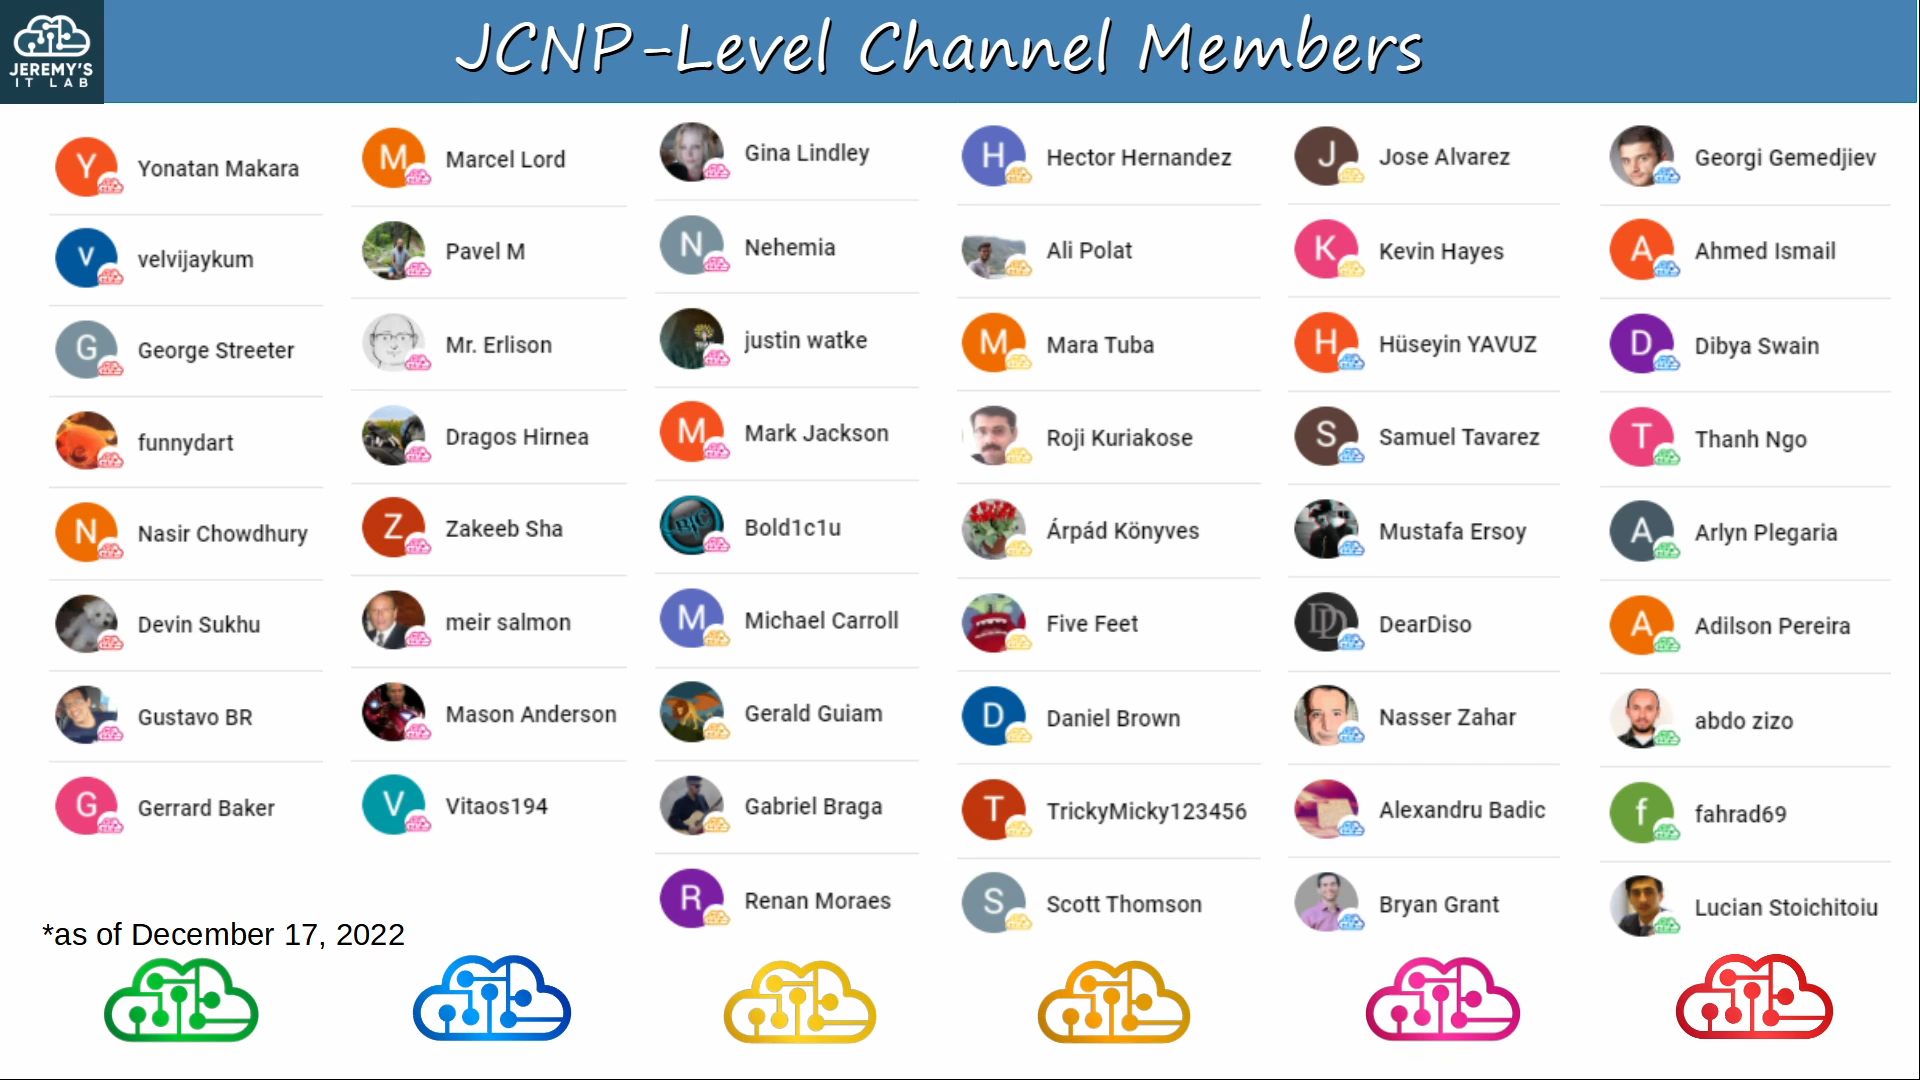 JEREMY'S
IT LAB
JCNP-Level Channel Members
Y Yonatan Makara
v velvijaykum
G George Streeter
funnydart
N Nasir Chowdhury
Devin Sukhu
Gustavo BR
G Gerrard Baker
M Marcel Lord
Pavel M
Mr. Erlison
Dragos Hirnea
Z Zakeeb Sha
meir salmon
Mason Anderson
V Vitaos194
Gina Lindley
N Nehemia
justin watke
M Mark Jackson
Bold1c1u
M Michael Carroll
Gerald Guiam
Gabriel Braga
R Renan Moraes
H Hector Hernandez
Ali Polat
M Mara Tuba
Roji Kuriakose
Árpád Könyves
Five Feet
D Daniel Brown
T TrickyMicky123456
S Scott Thomson
J Jose Alvarez
K Kevin Hayes
H Hüseyin YAVUZ
S Samuel Tavarez
Mustafa Ersoy
DD DearDiso
Nasser Zahar
Alexandru Badic
Bryan Grant
Georgi Gemedjiev
A Ahmed Ismail
D Dibya Swain
T Thanh Ngo
A Arlyn Plegaria
A Adilson Pereira
abdo zizo
f fahrad69
Lucian Stoichitoiu
*as of December 17, 2022